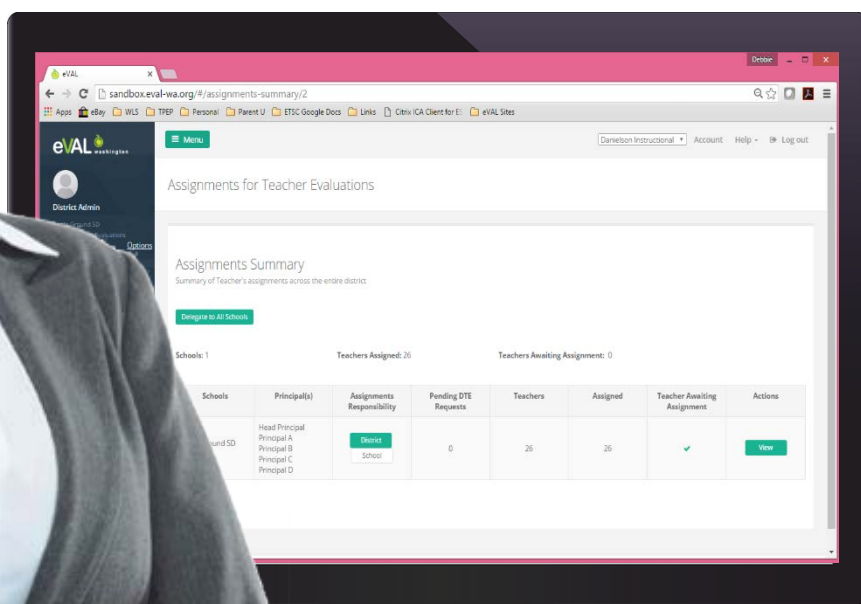 Debbie
eVAL
sandbox.eval-wa.org/#/assignments-summary/2
Apps eBay WLS TPEP Personal Parent U ETSC Google Docs Links Citrix ICA Client for E: eVAL Sites
eVAL washington
Menu
Danielson Instructional Account Help Log out
District Admin
Options
Assignments for Teacher Evaluations
Assignments Summary
Summary of Teacher's assignments across the entire district
Delegate to All Schools
Schools: 1 Teachers Assigned: 26 Teachers Awaiting Assignment: 0
Schools Principal(s) Assignments Responsibility Pending DTE Requests Teachers Assigned Teacher Awaiting Assignment Actions
SD
Head Principal
Principal A
Principal B
Principal C
Principal D
District
School
0 26 26 View